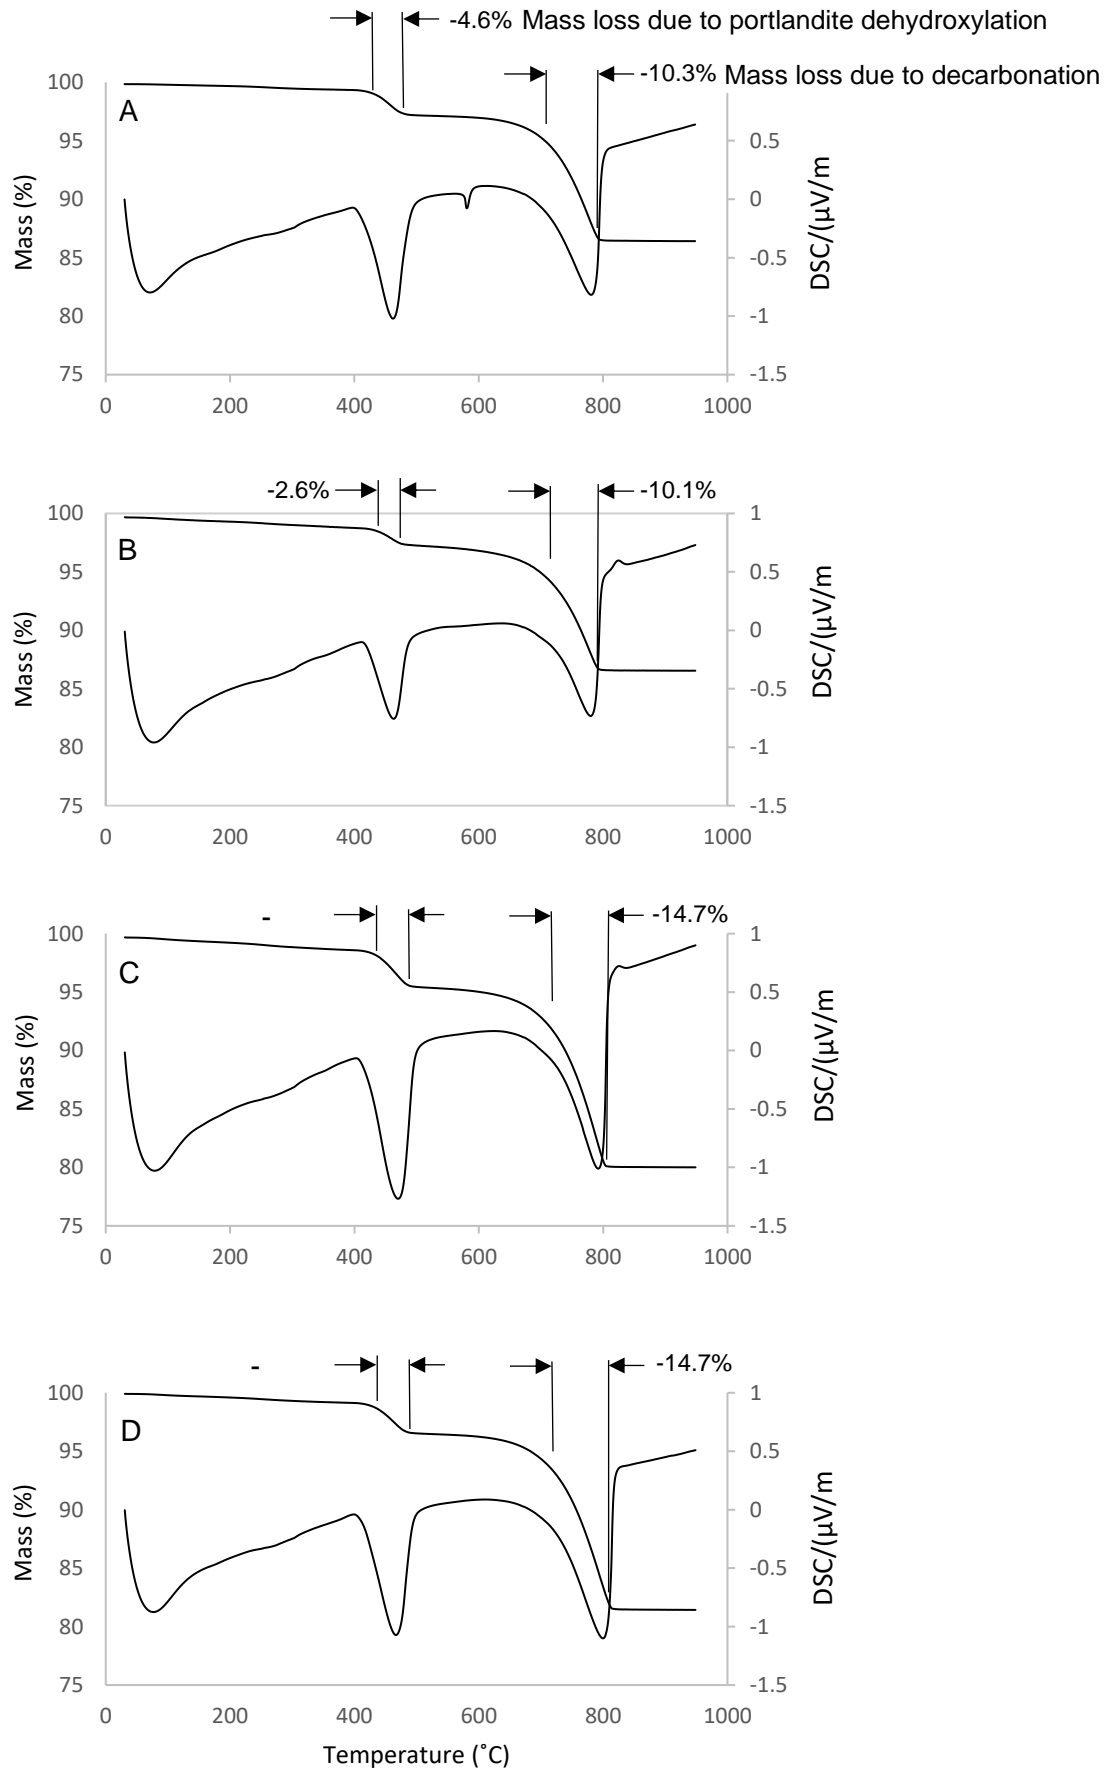 -4.6% Mass loss due to portlandite dehydroxylation
-10.3% Mass loss due to decarbonation
A
100
95
90
85
80
75
0.5
0
-0.5
-1
-1.5
Mass (%)
DSC/(µV/m
0 200 400 600 800 1000
-2.6%
-10.1%
B
100
95
90
85
80
75
1
0.5
0
-0.5
-1
-1.5
Mass (%)
DSC/(µV/m
0 200 400 600 800 1000
-
-14.7%
C
100
95
90
85
80
75
1
0.5
0
-0.5
-1
-1.5
Mass (%)
DSC/(µV/m
0 200 400 600 800 1000
-
-14.7%
D
100
95
90
85
80
75
1
0.5
0
-0.5
-1
-1.5
Mass (%)
DSC/(µV/m
0 200 400 600 800 1000
Temperature (˚C)